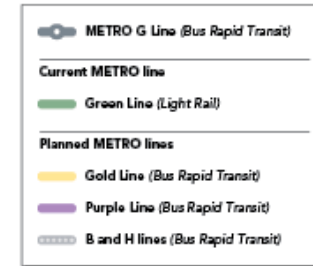 METRO G Line (Bus Rapid Transit)
Current METRO line
Green Line (Light Rail)
Planned METRO lines
Gold Line (Bus Rapid Transit)
Purple Line (Bus Rapid Transit)
B and H lines (Bus Rapid Transit)